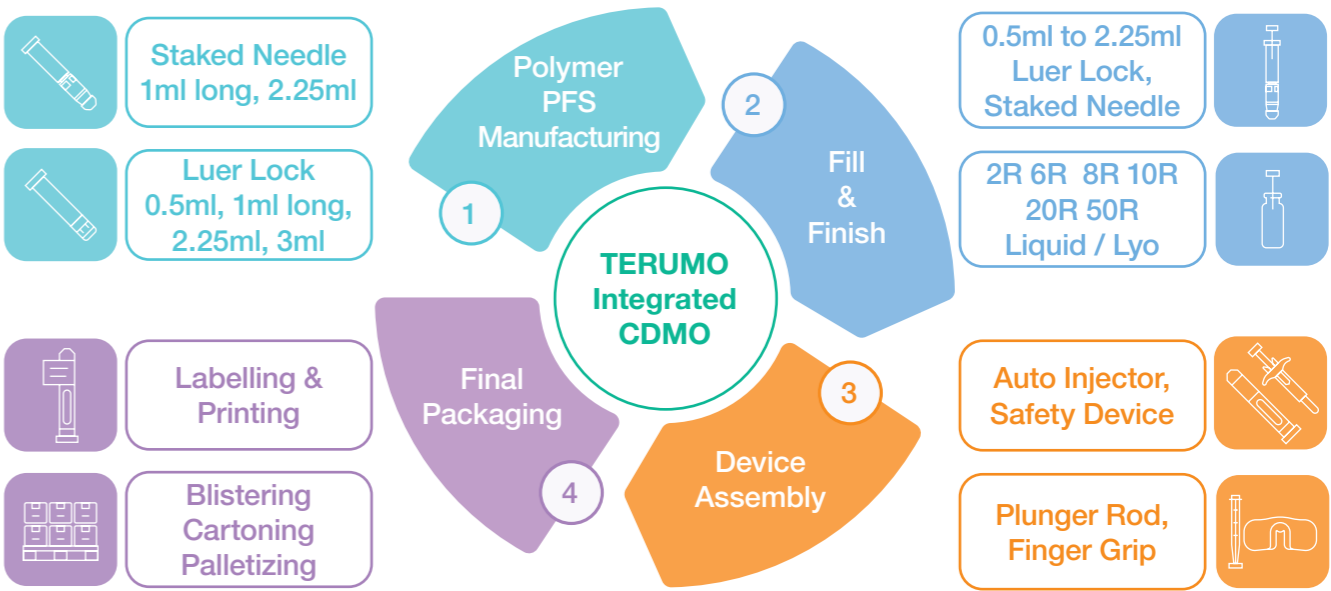 Staked Needle
1ml long, 2.25ml
Luer Lock
0.5ml, 1ml long,
2.25ml, 3ml
Polymer
PFS
Manufacturing
1
2
Fill
&
Finish
0.5ml to 2.25ml
Luer Lock,
Staked Needle
2R 6R 8R 10R
20R 50R
Liquid / Lyo
TERUMO
Integrated
CDMO
Labelling &
Printing
Blistering
Cartoning
Palletizing
Final
Packaging
4
3
Device
Assembly
Auto Injector,
Safety Device
Plunger Rod,
Finger Grip